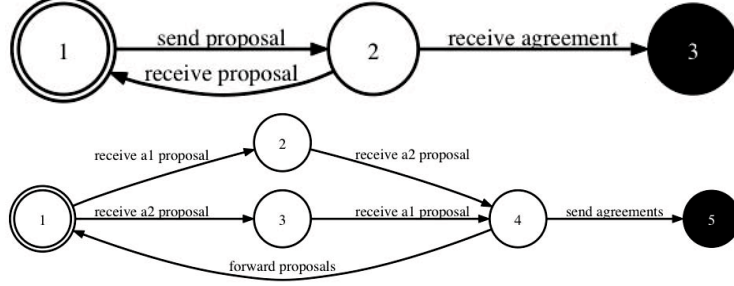 send proposal
receive agreement
1
2
3
receive proposal
2
receive a1 proposal
receive a2 proposal
1
receive a2 proposal
3
receive a1 proposal
4
send agreements
5
forward proposals